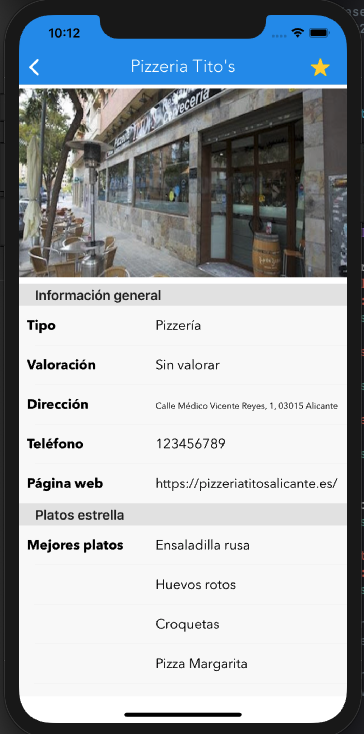 10:12
Pizzeria Tito's
Cervecería
Información general
Tipo Pizzería
Valoración Sin valorar
Dirección Calle Médico Vicente Reyes, 1, 03015 Alicante
Teléfono 123456789
Página web https://pizzeriatitosalicante.es/
Platos estrella
Mejores platos Ensaladilla rusa
Huevos rotos
Croquetas
Pizza Margarita